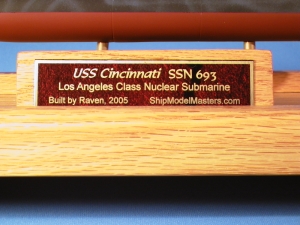 USS Cincinnati SSN 693
Los Angeles Class Nuclear Submarine
Built by Raven, 2005 ShipModelMasters.com